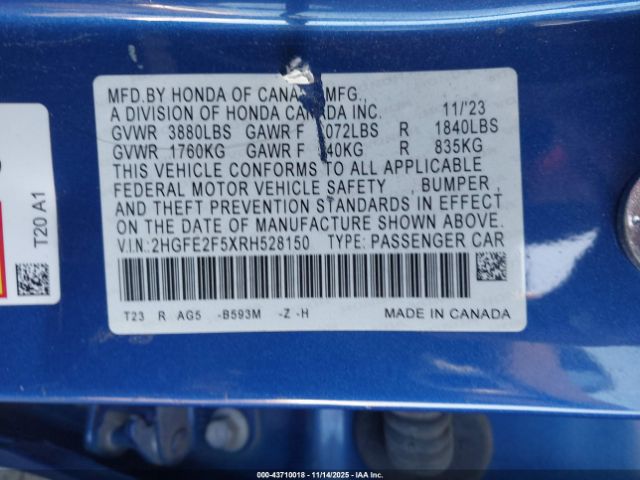 MFD.BY HONDA OF CANA MFG.,
A DIVISION OF HONDA CANADA INC. 11/'23
GVWR 3880LBS GAWR F 072LBS R 1840LBS
GVWR 1760KG GAWR F 40KG R 835KG
THIS VEHICLE CONFORMS TO ALL APPLICABLE
FEDERAL MOTOR VEHICLE SAFETY , BUMPER ,
AND THEFT PREVENTION STANDARDS IN EFFECT
ON THE DATE OF MANUFACTURE SHOWN ABOVE.
V.I.N:2HGFE2F5XRH528150 TYPE: PASSENGER CAR
T23 R AG5 -B593M -Z -H MADE IN CANADA
T20 A1
000-43710018 | 11/14/2025 | IAA Inc.